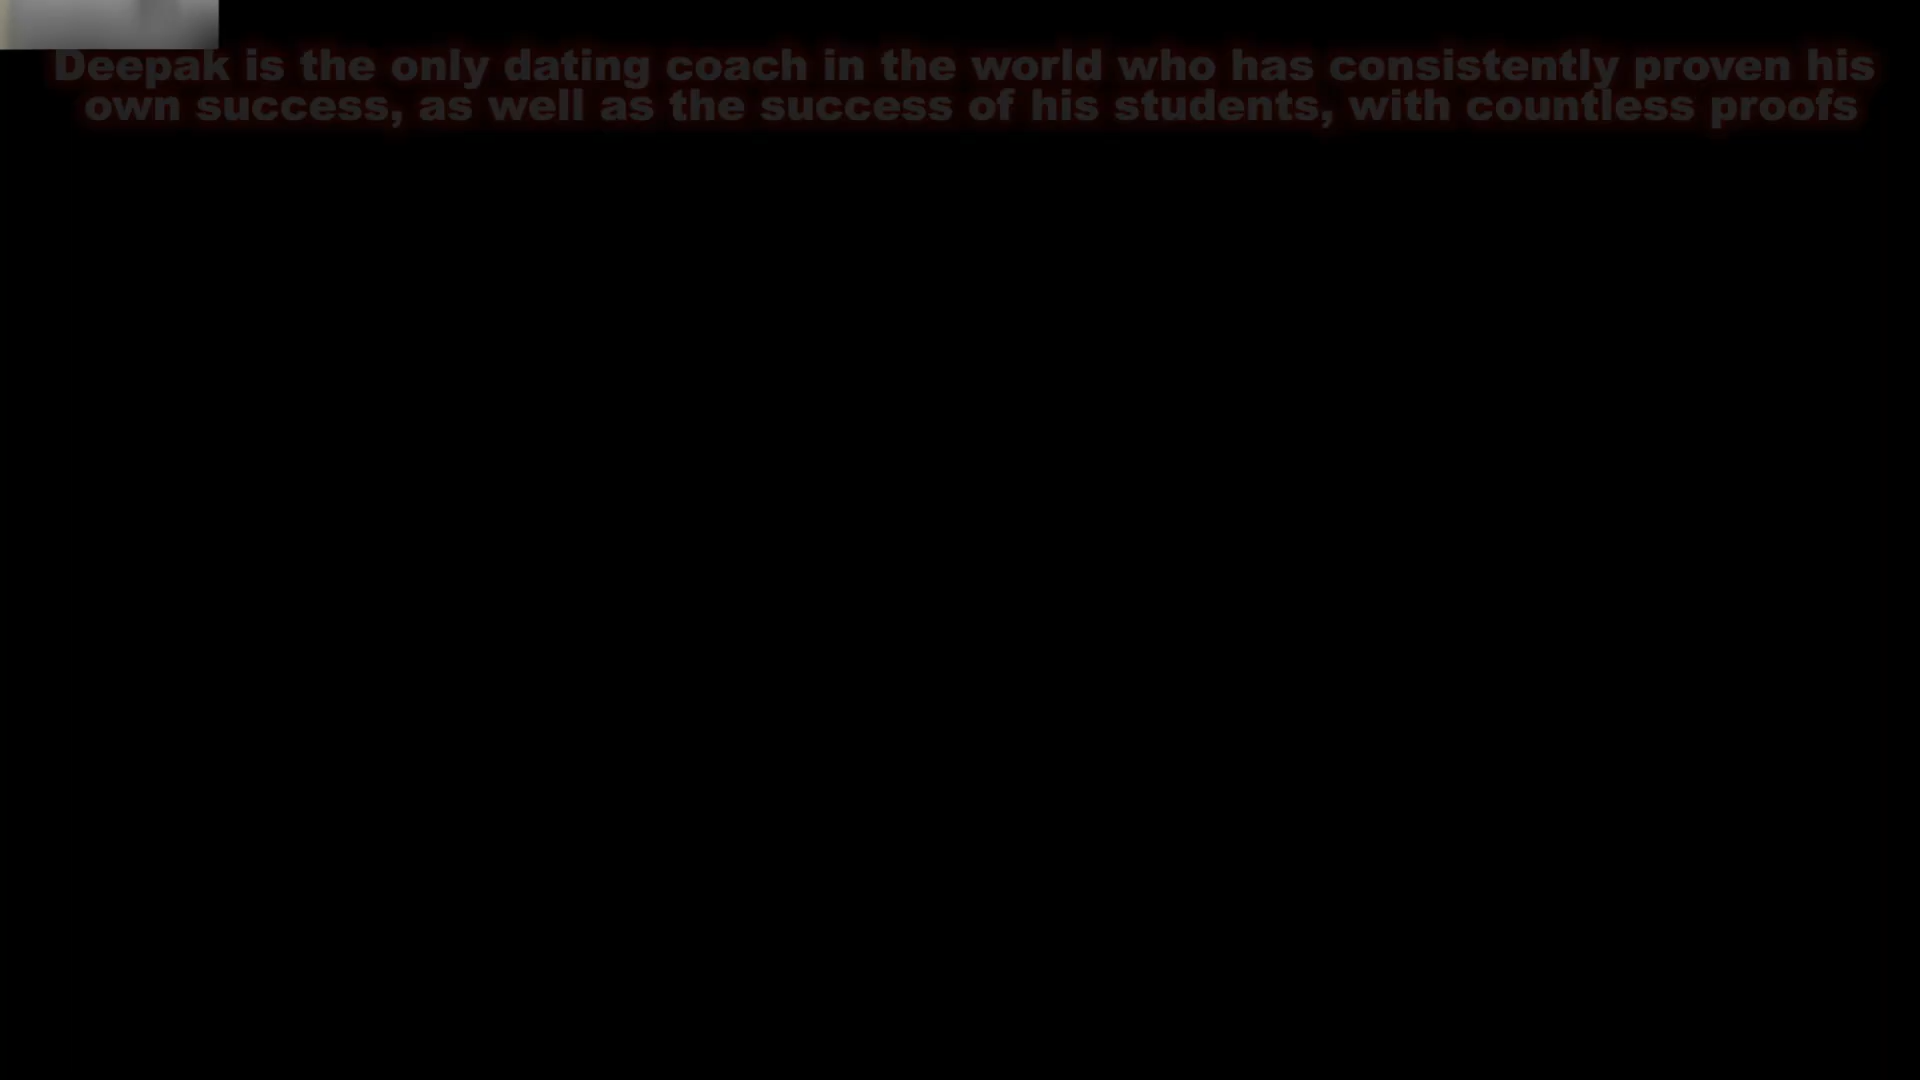 Deepak is the only dating coach in the world who has consistently proven his
own success, as well as the success of his students, with countless proofs